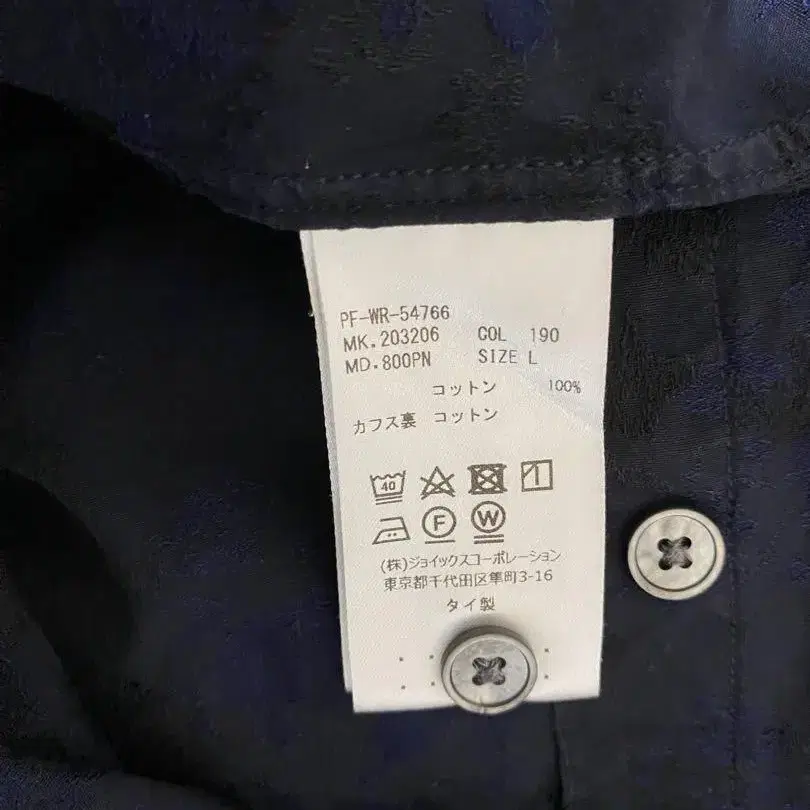 PF-WR-54766
MK.203206 COL 190
MD.800PN SIZE L
コットン 100%
カフス裏 コットン
40
F W
(株)ジョイックスコーポレーション
東京都千代田区隼町3-16
タイ製